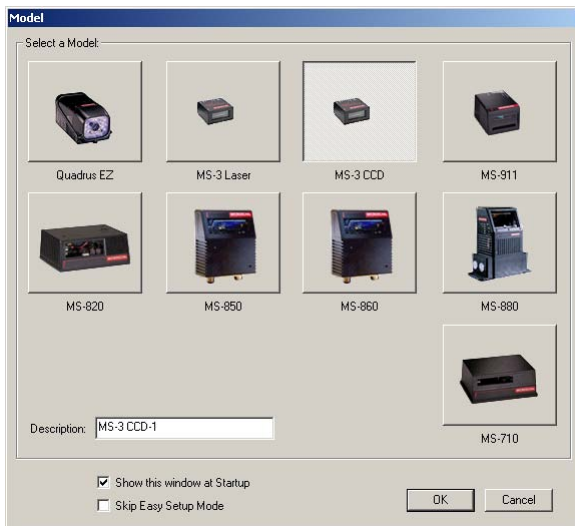 Model
Select a Model:
Quadrus EZ
MS-3 Laser
MS-3 CCD
MS-911
MS-820
MS-850
MS-860
MS-880
MS-710
Description: MS-3 CCD-1
Show this window at Startup
Skip Easy Setup Mode
OK
Cancel